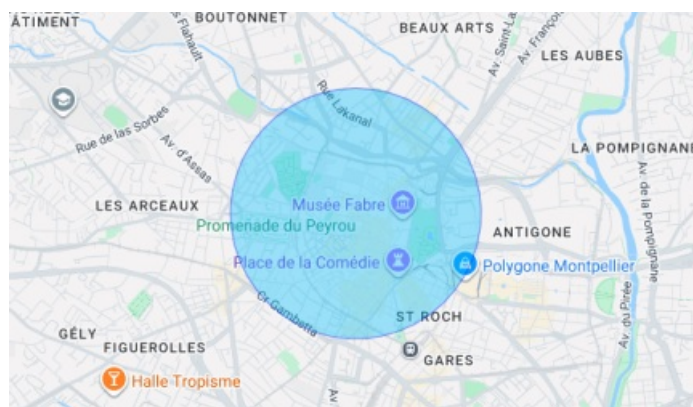 ÂTIMENT
BOUTONNET
BEAUX ARTS
LES AUBES
Rue Lakanal
Rue de las Sorbes
Av. d'Assas
LA POMPIGNANE
LES ARCEAUX
Musée Fabre
Promenade du Peyrou
ANTIGONE
Av. de la Pompignane
Place de la Comédie
Polygone Montpellier
Cr Gambetta
ST ROCH
Av. du Pirée
GÉLY
FIGUEROLLES
GARES
Halle Tropisme
Av.